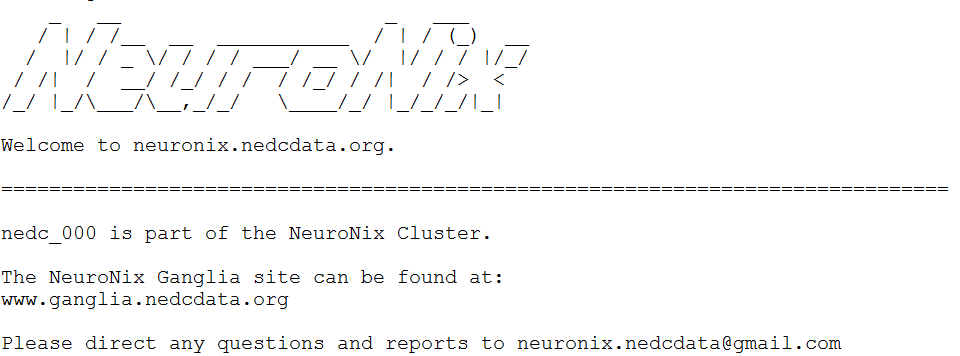 NeuroNix
Welcome to neuronix.nedcdata.org.
===============================================================================
nedc_000 is part of the NeuroNix Cluster.
The NeuroNix Ganglia site can be found at:
www.ganglia.nedcdata.org
Please direct any questions and reports to neuronix.nedcdata@gmail.com